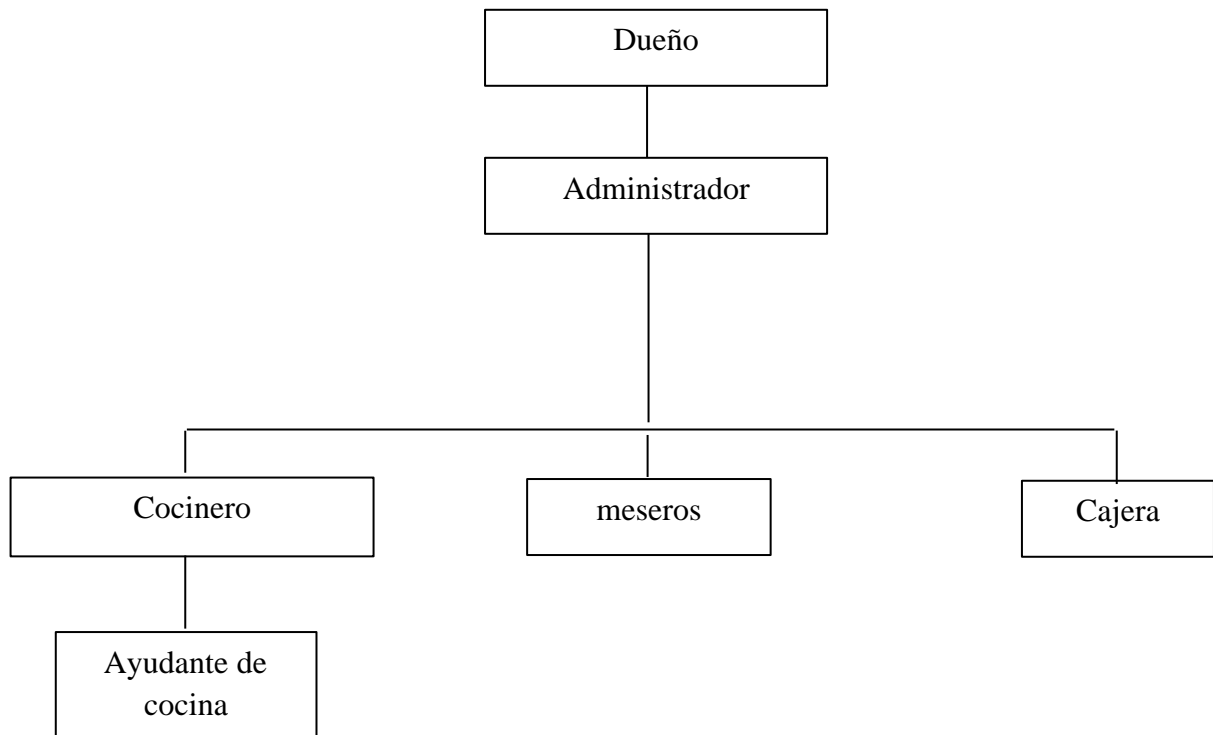 Dueño
Administrador
Cocinero
meseros
Cajera
Ayudante de
cocina